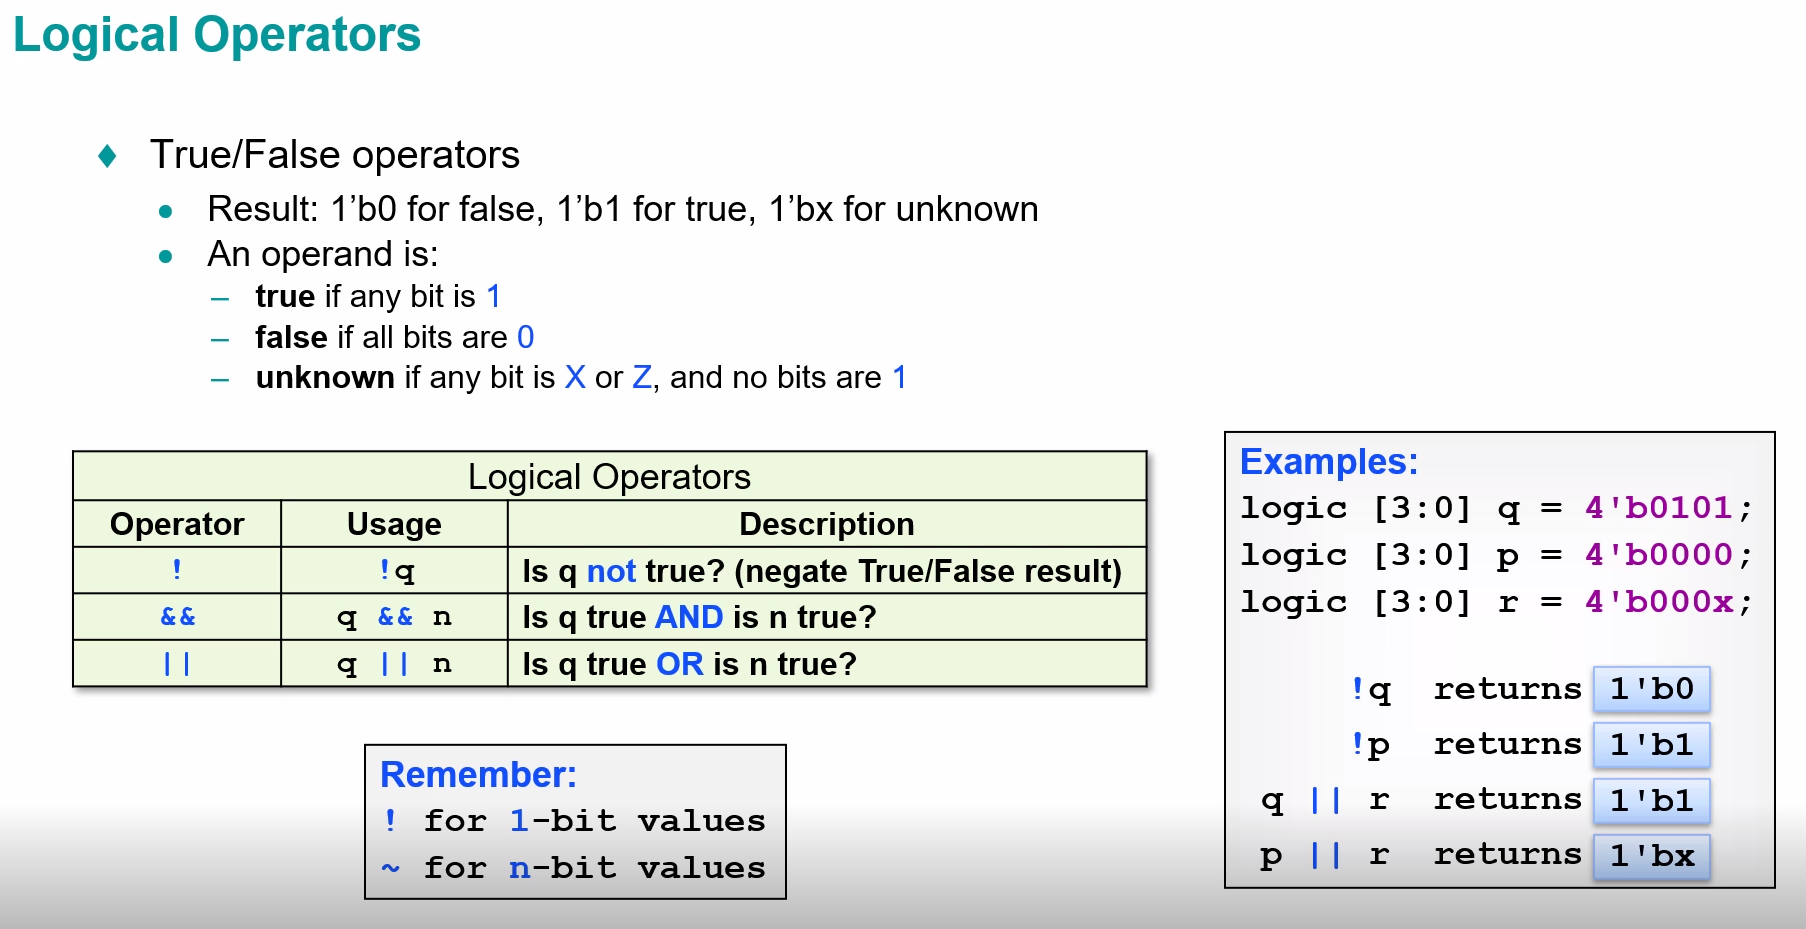 Logical Operators
♦ True/False operators
• Result: 1’b0 for false, 1’b1 for true, 1’bx for unknown
• An operand is:
– true if any bit is 1
– false if all bits are 0
– unknown if any bit is X or Z, and no bits are 1
Logical Operators
Operator Usage Description
! !q Is q not true? (negate True/False result)
&& q && n Is q true AND is n true?
|| q || n Is q true OR is n true?
Remember:
! for 1-bit values
~ for n-bit values
Examples:
logic [3:0] q = 4'b0101;
logic [3:0] p = 4'b0000;
logic [3:0] r = 4'b000x;
!q returns 1'b0
!p returns 1'b1
q || r returns 1'b1
p || r returns 1'bx